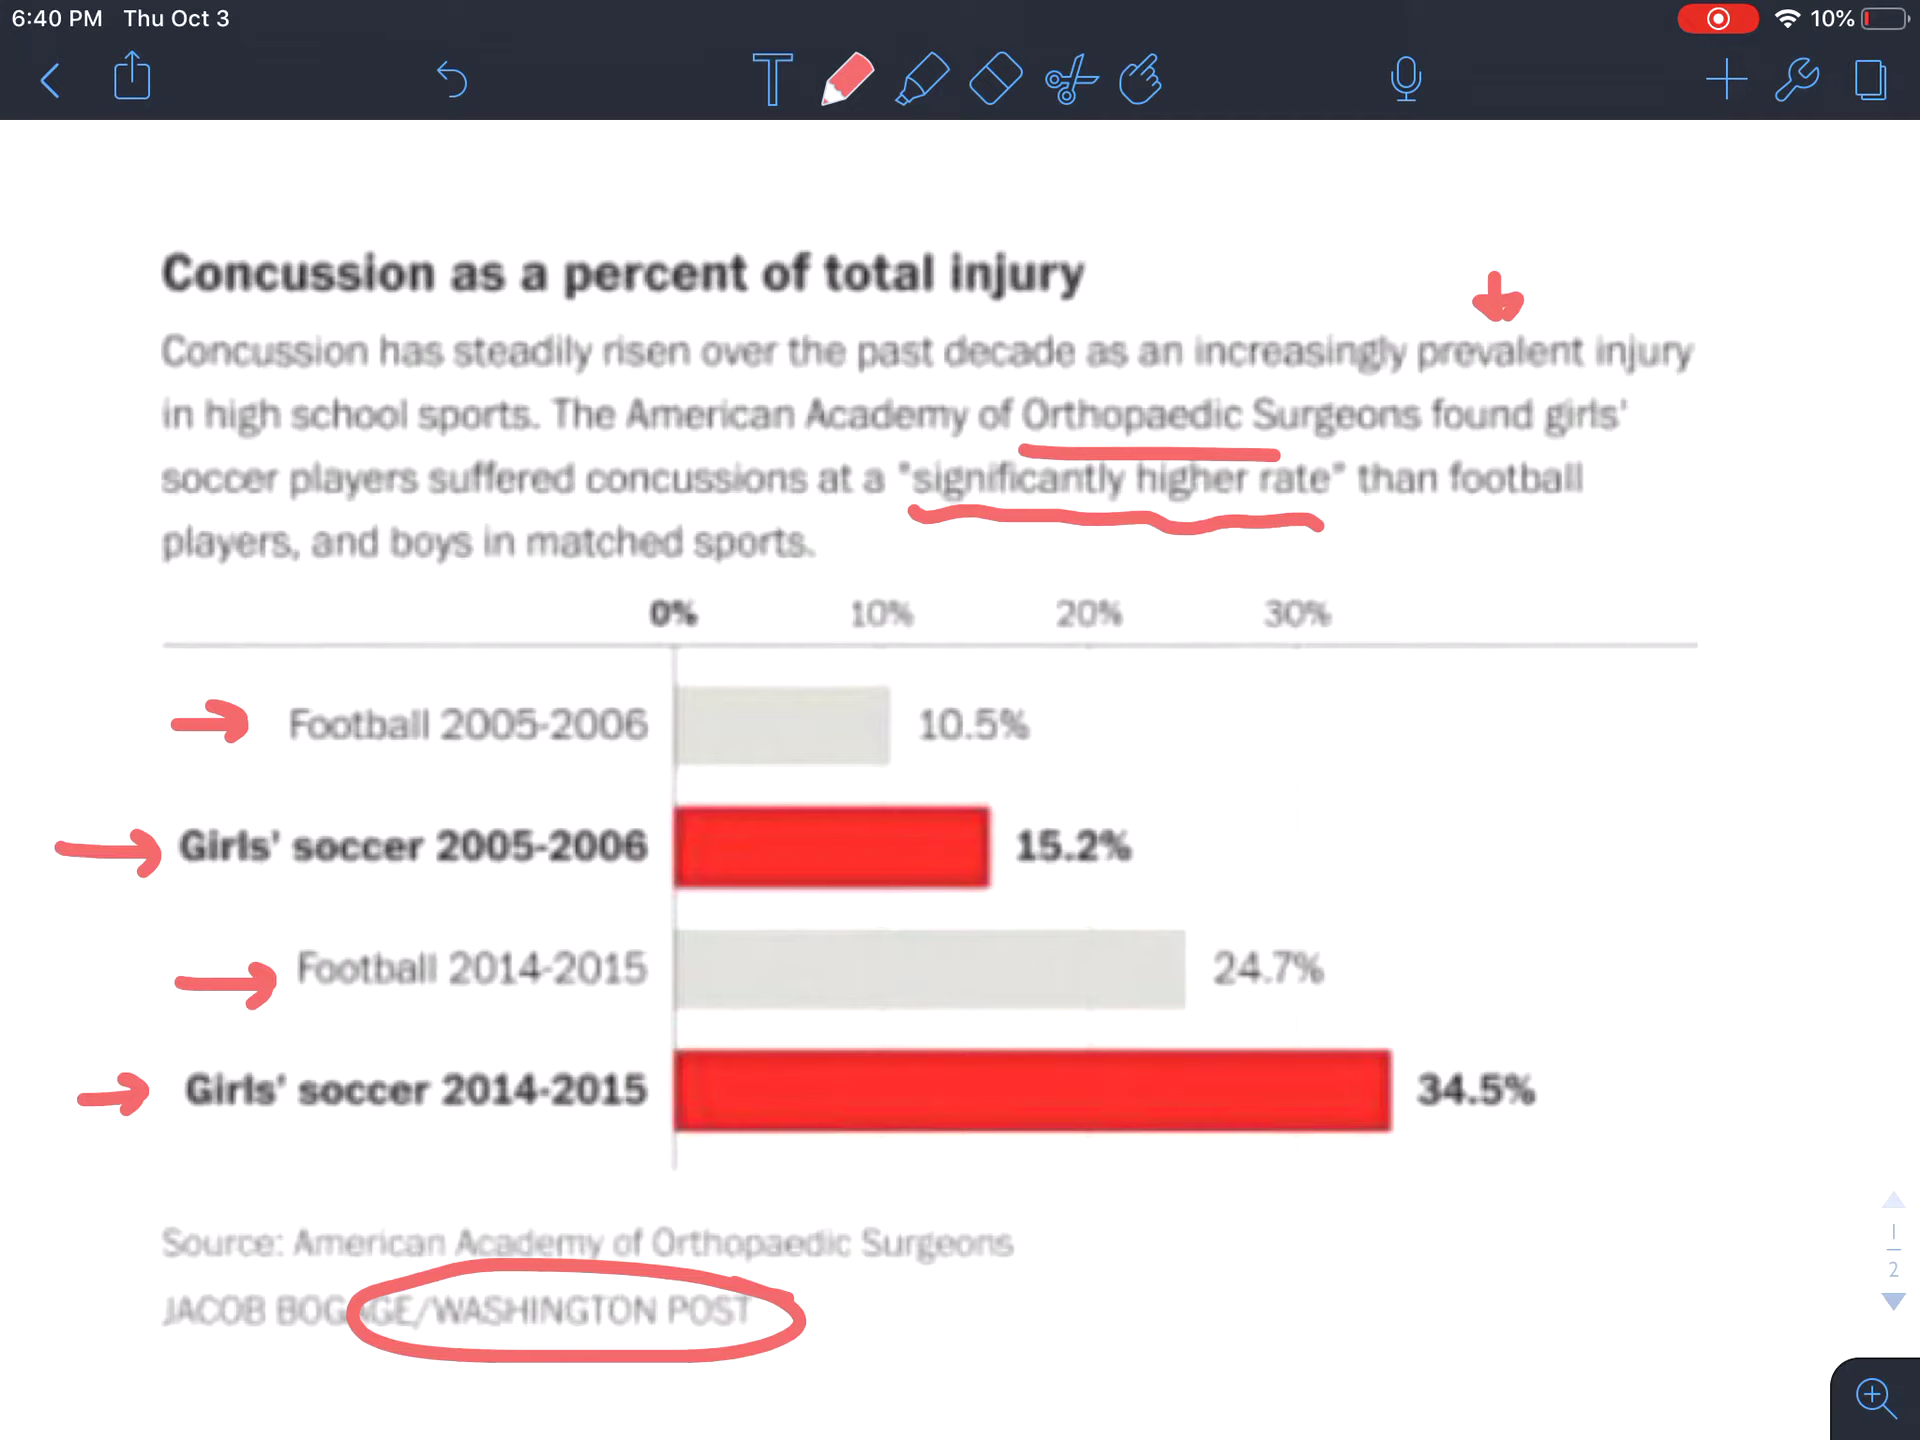 6:40 PM Thu Oct 3
10%
T
Concussion as a percent of total injury
Concussion has steadily risen over the past decade as an increasingly prevalent injury
in high school sports. The American Academy of Orthopaedic Surgeons found girls'
soccer players suffered concussions at a "significantly higher rate" than football
players, and boys in matched sports.
0% 10% 20% 30%
Football 2005-2006 10.5%
Girls' soccer 2005-2006 15.2%
Football 2014-2015 24.7%
Girls' soccer 2014-2015 34.5%
Source: American Academy of Orthopaedic Surgeons
JACOB BOGAGE/WASHINGTON POST
1
2